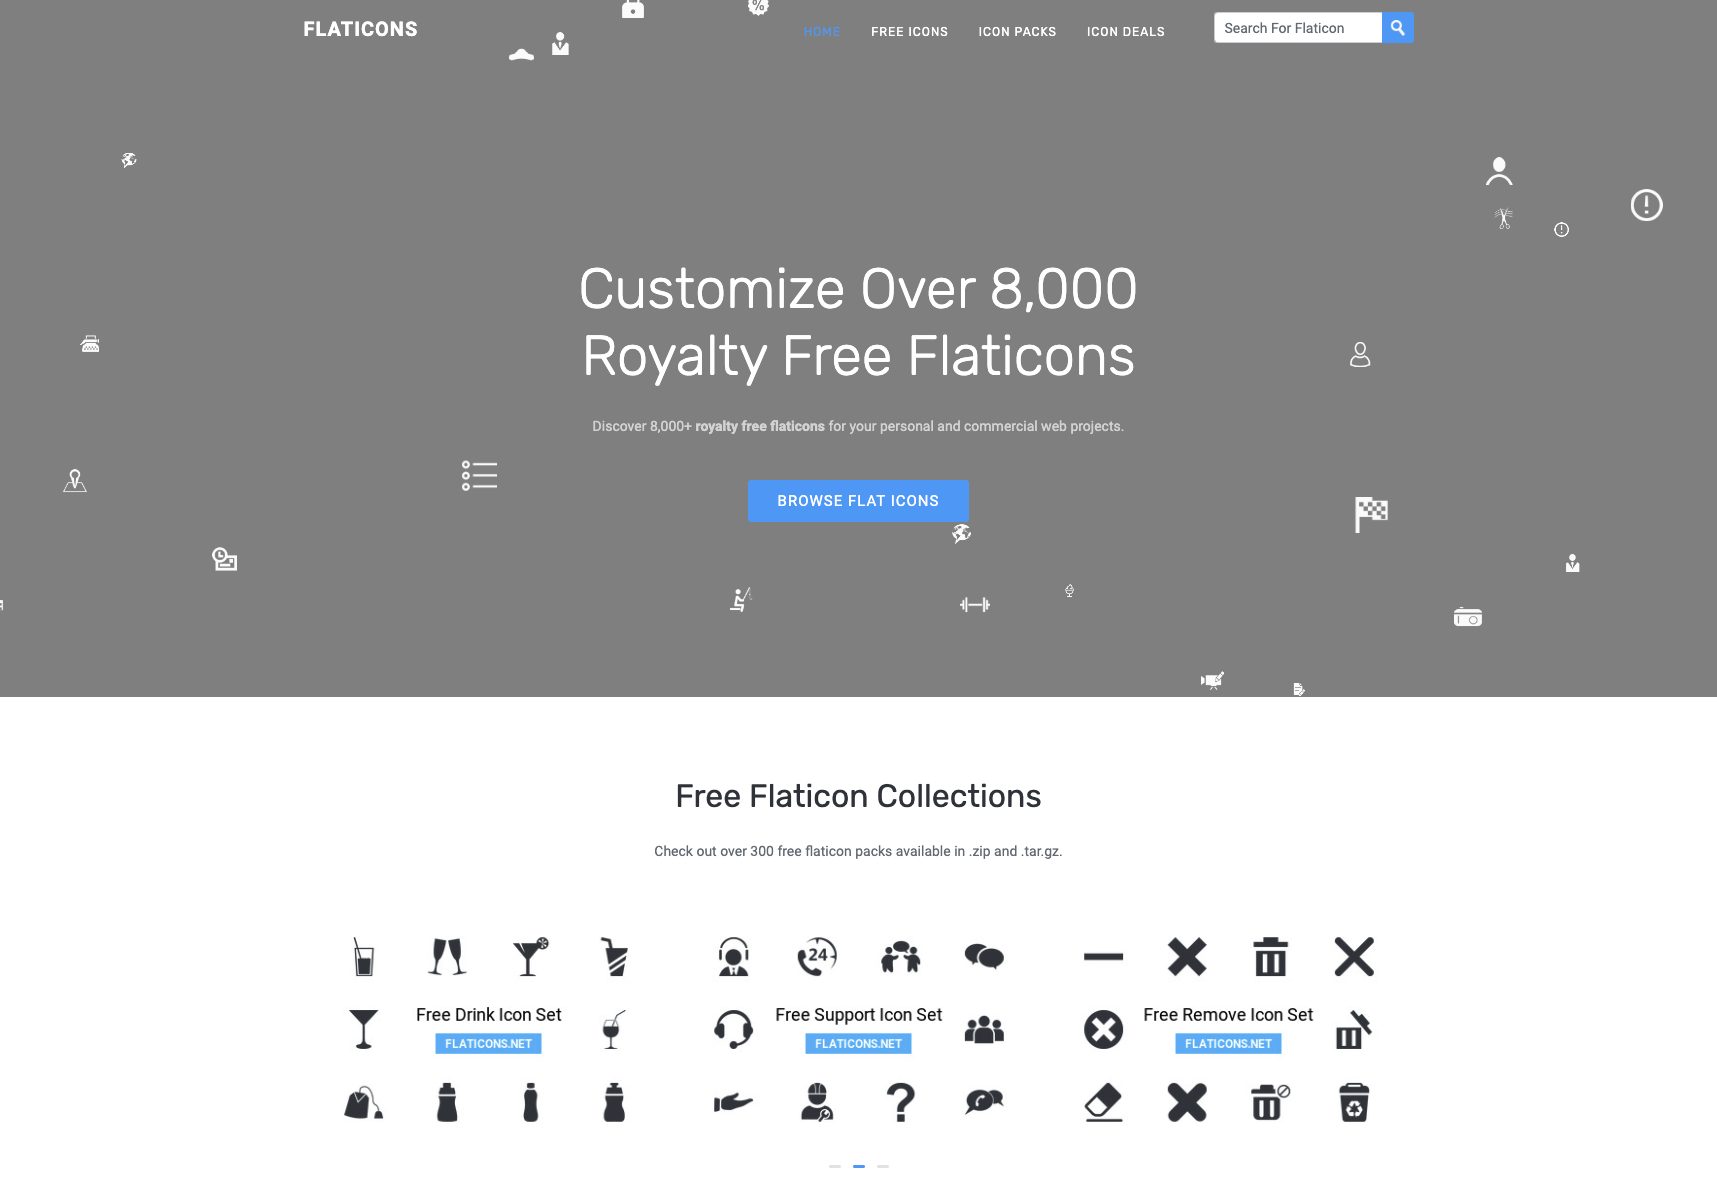 FLATICONS
HOME
FREE ICONS
ICON PACKS
ICON DEALS
Search For Flaticon
%
Customize Over 8,000
Royalty Free Flaticons
Discover 8,000+ royalty free flaticons for your personal and commercial web projects.
BROWSE FLAT ICONS
Free Flaticon Collections
Check out over 300 free flaticon packs available in .zip and .tar.gz.
24
Free Drink Icon Set
FLATICONS.NET
Free Support Icon Set
FLATICONS.NET
Free Remove Icon Set
FLATICONS.NET
?